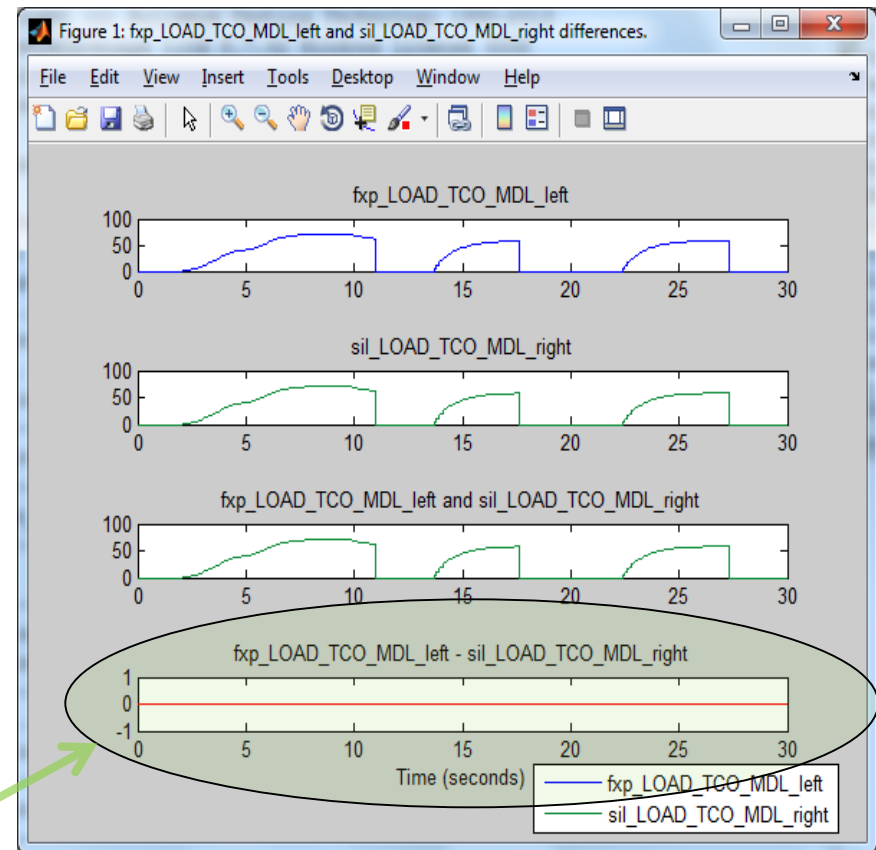 Figure 1: fxp_LOAD_TCO_MDL_left and sil_LOAD_TCO_MDL_right differences.
File Edit View Insert Tools Desktop Window Help
fxp_LOAD_TCO_MDL_left
100
50
0
0 5 10 15 20 25 30
sil_LOAD_TCO_MDL_right
100
50
0
0 5 10 15 20 25 30
fxp_LOAD_TCO_MDL_left and sil_LOAD_TCO_MDL_right
100
50
0
0 5 10 15 20 25 30
fxp_LOAD_TCO_MDL_left - sil_LOAD_TCO_MDL_right
1
0
-1
0 5 10 15 20 25 30
Time (seconds)
fxp_LOAD_TCO_MDL_left
sil_LOAD_TCO_MDL_right